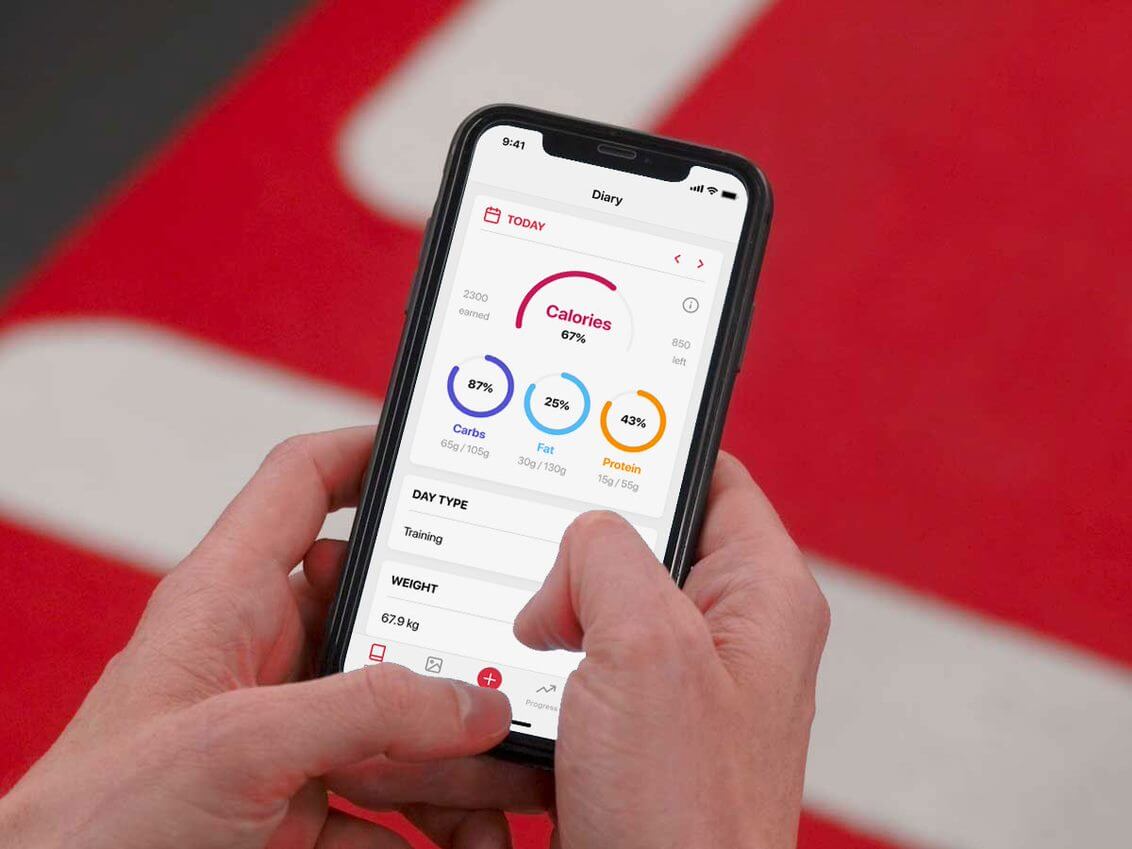 9:41
Diary
TODAY
2300
earned
Calories
67%
850
left
87%
25%
43%
Carbs
65g / 105g
Fat
30g / 130g
Protein
15g / 55g
DAY TYPE
Training
WEIGHT
67.9 kg
Progress